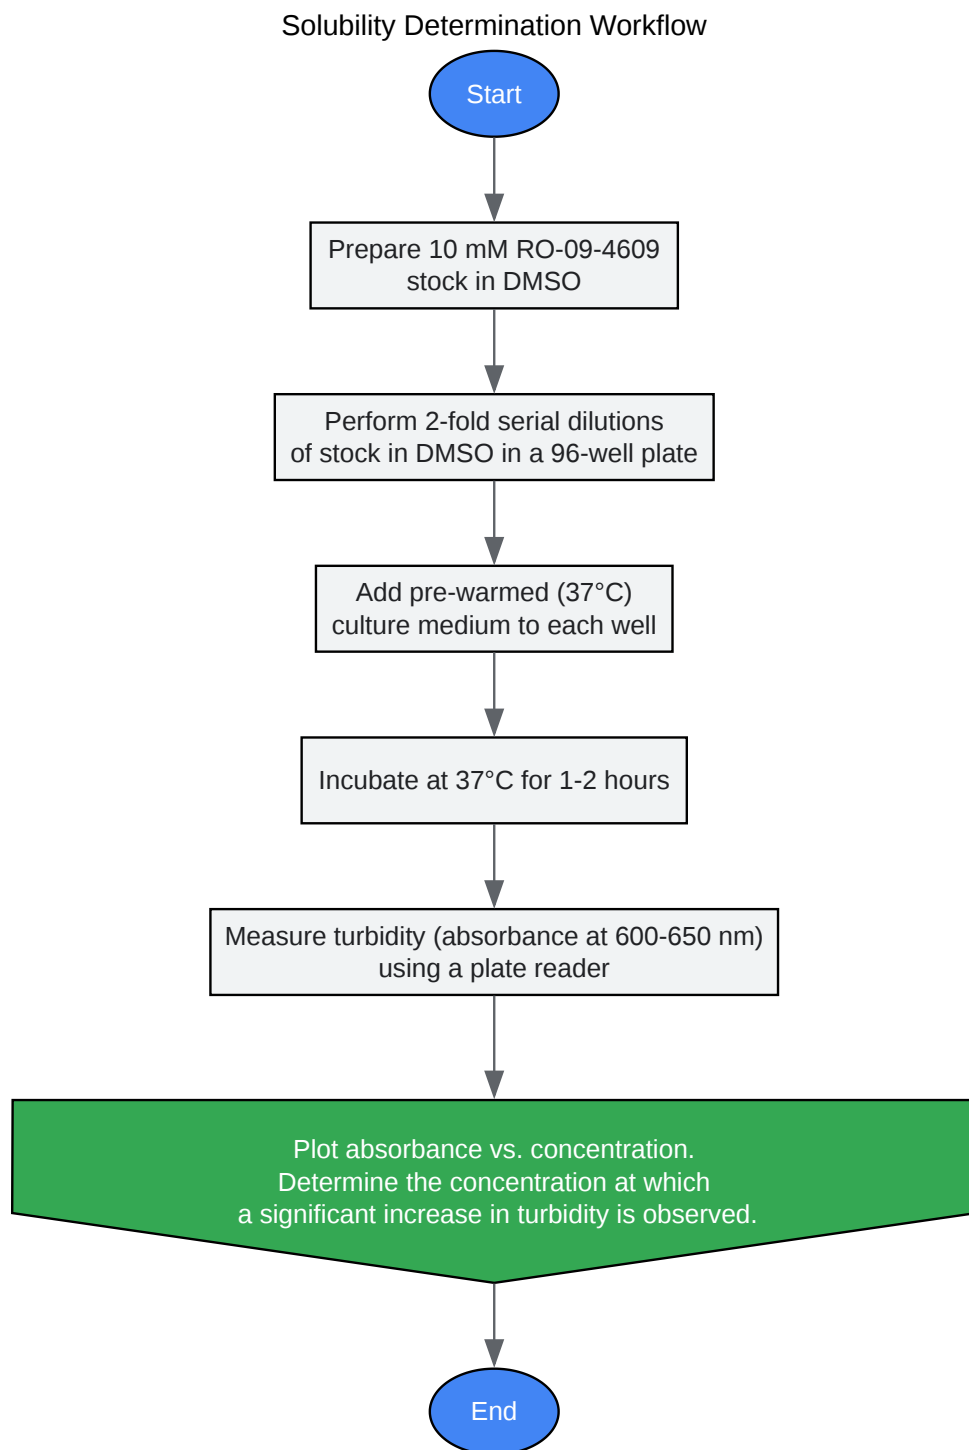 Solubility Determination Workflow
Start
Prepare 10 mM RO-09-4609
stock in DMSO
Perform 2-fold serial dilutions
of stock in DMSO in a 96-well plate
Add pre-warmed (37°C)
culture medium to each well
Incubate at 37°C for 1-2 hours
Measure turbidity (absorbance at 600-650 nm)
using a plate reader
Plot absorbance vs. concentration.
Determine the concentration at which
a significant increase in turbidity is observed.
End